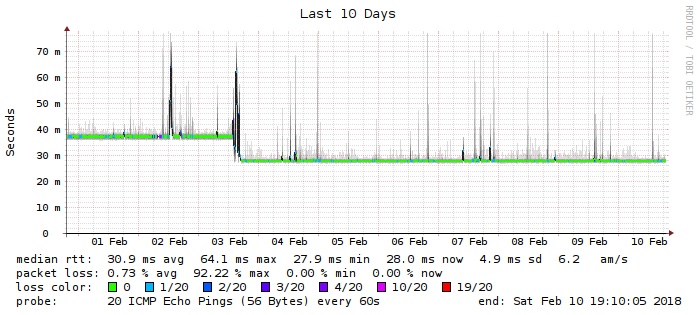 Last 10 Days
RRDTOOL / TOBI OETIKER
Seconds
70 m
60 m
50 m
40 m
30 m
20 m
10 m
0
01 Feb 02 Feb 03 Feb 04 Feb 05 Feb 06 Feb 07 Feb 08 Feb 09 Feb 10 Feb
median rtt: 30.9 ms avg 64.1 ms max 27.9 ms min 28.0 ms now 4.9 ms sd 6.2 am/s
packet loss: 0.73 % avg 92.22 % max 0.00 % min 0.00 % now
loss color: 0 1/20 2/20 3/20 4/20 10/20 19/20
probe: 20 ICMP Echo Pings (56 Bytes) every 60s end: Sat Feb 10 19:10:05 2018